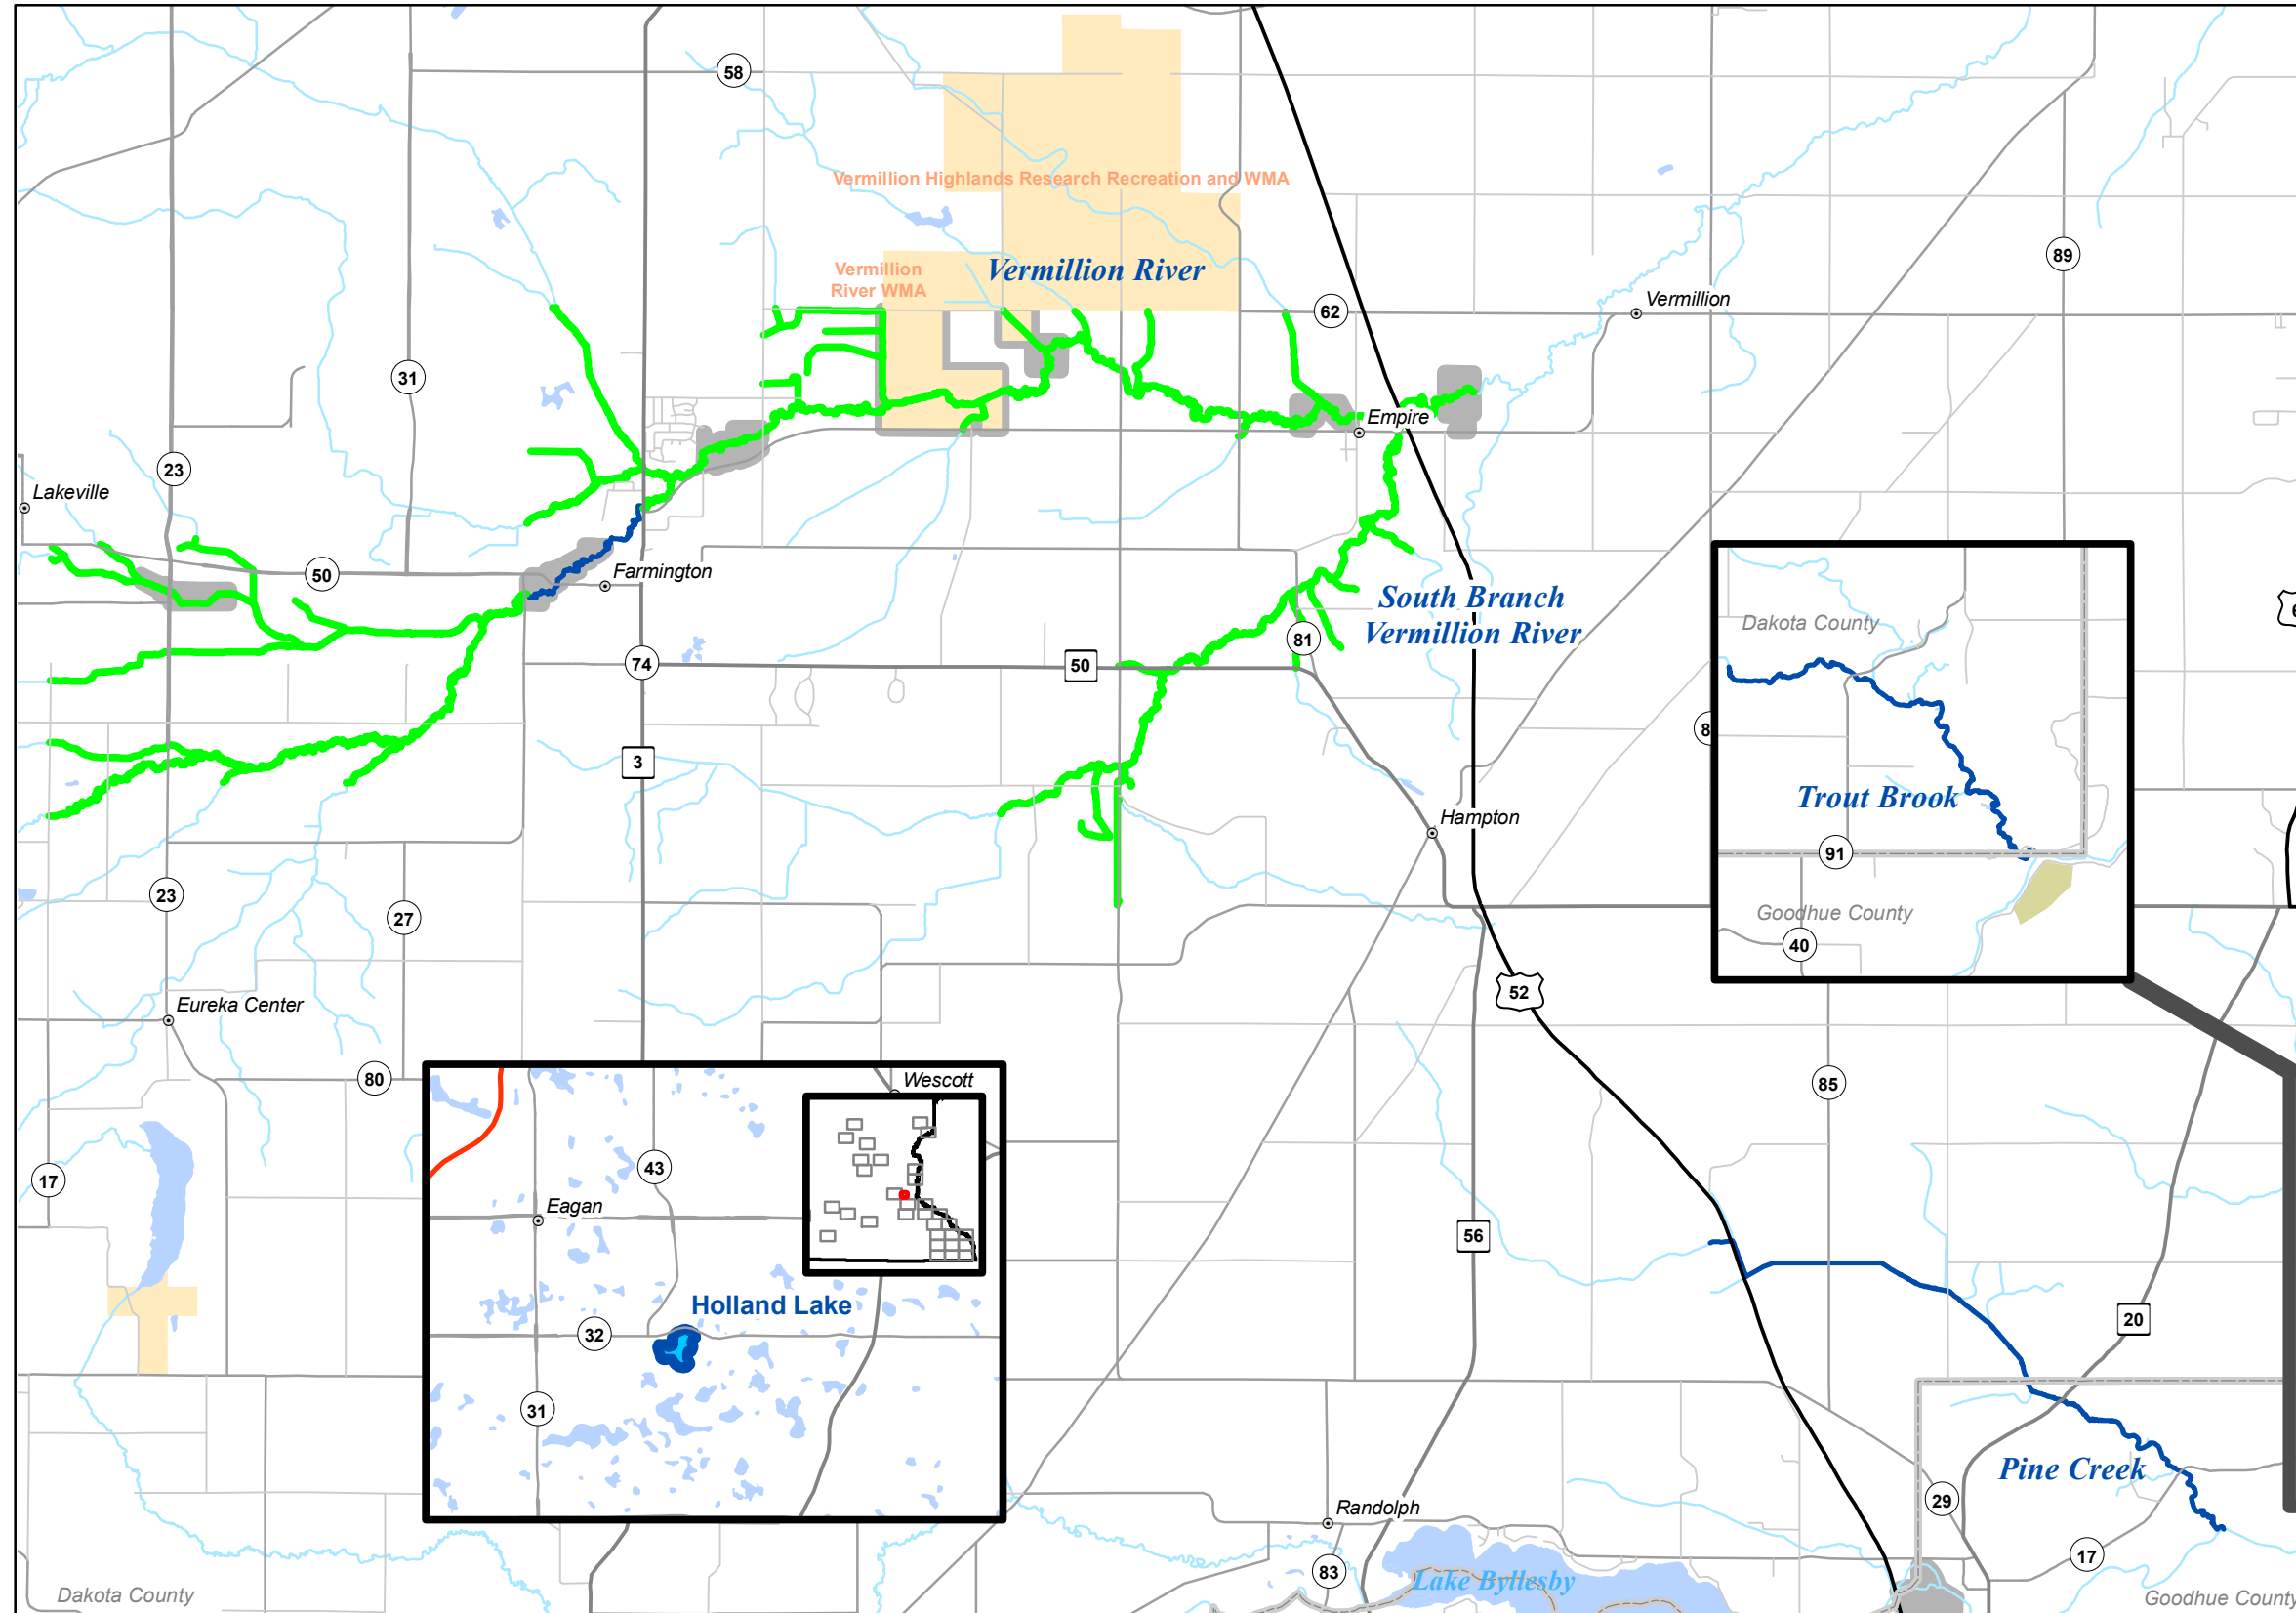 58
Vermillion Highlands Research Recreation and WMA
89
Vermillion
River WMA
Vermillion River
62
Vermillion
31
Empire
23
Lakeville
50
Farmington
South Branch
Vermillion River
81
74
50
3
8
6
Dakota County
Trout Brook
91
Goodhue County
40
Hampton
23
27
52
Eureka Center
80
85
17
Wescott
43
Eagan
Holland Lake
32
31
56
20
Pine Creek
29
Randolph
17
83
Lake Byllesby
Dakota County
Goodhue County